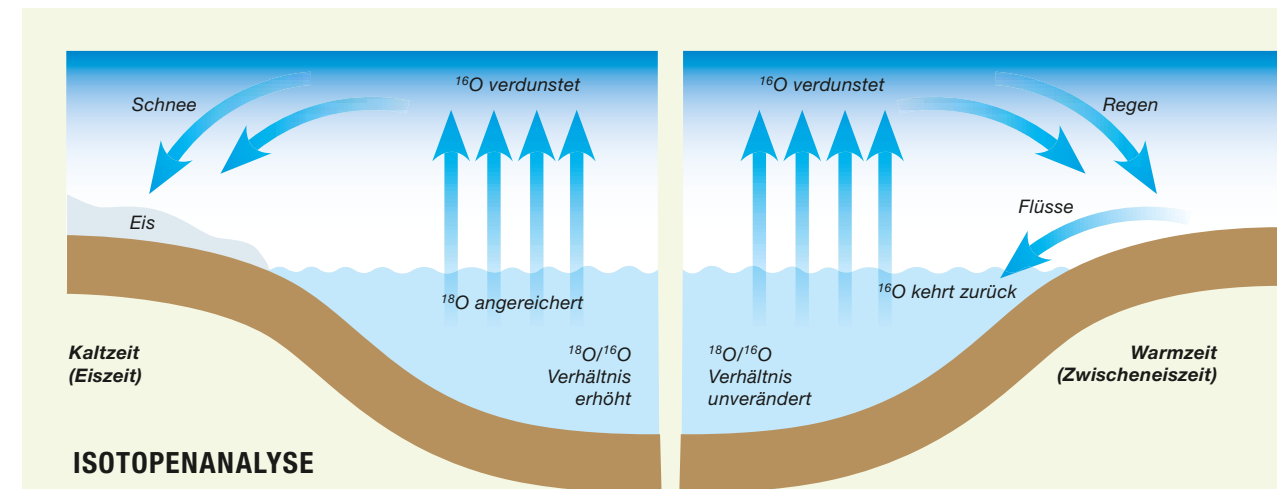 ¹⁶O verdunstet
Schnee
Eis
¹⁸O angereichert
Kaltzeit
(Eiszeit)
¹⁸O/¹⁶O
Verhältnis
erhöht
¹⁶O verdunstet
Regen
Flüsse
¹⁶O kehrt zurück
¹⁸O/¹⁶O
Verhältnis
unverändert
Warmzeit
(Zwischeneiszeit)
ISOTOPENANALYSE